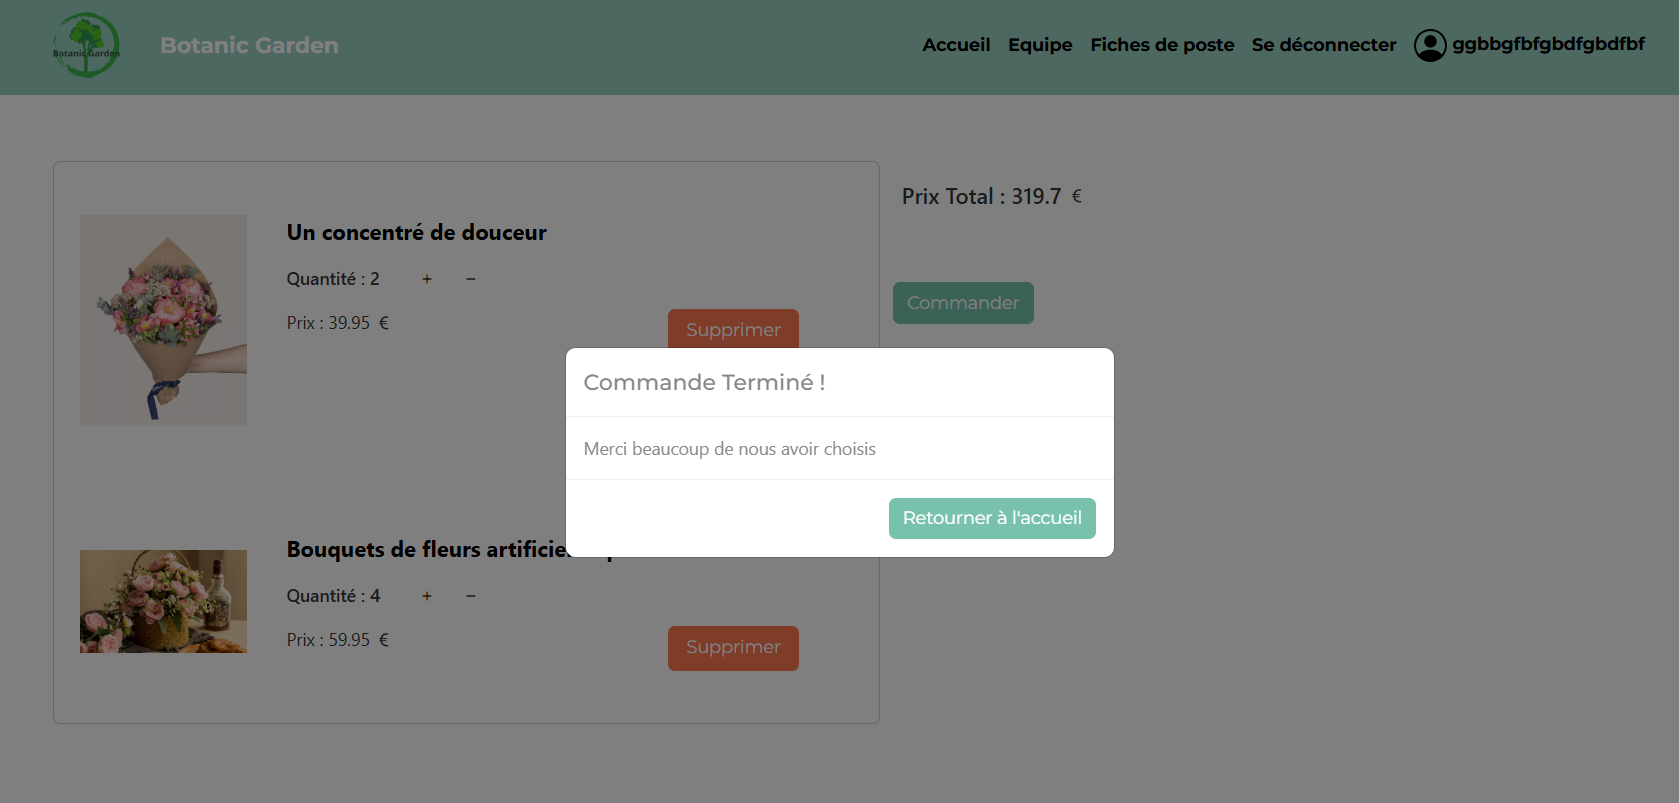 Botanic Garden
Botanic Garden
Accueil
Equipe
Fiches de poste
Se déconnecter
ggbbgfbfgbdfgbdfbf
Un concentré de douceur
Quantité : 2 + −
Prix : 39.95 €
Supprimer
Prix Total : 319.7 €
Commander
Commande Terminé !
Merci beaucoup de nous avoir choisis
Retourner à l'accueil
Bouquets de fleurs
Quantité : 4 + −
Prix : 59.95 €
Supprimer